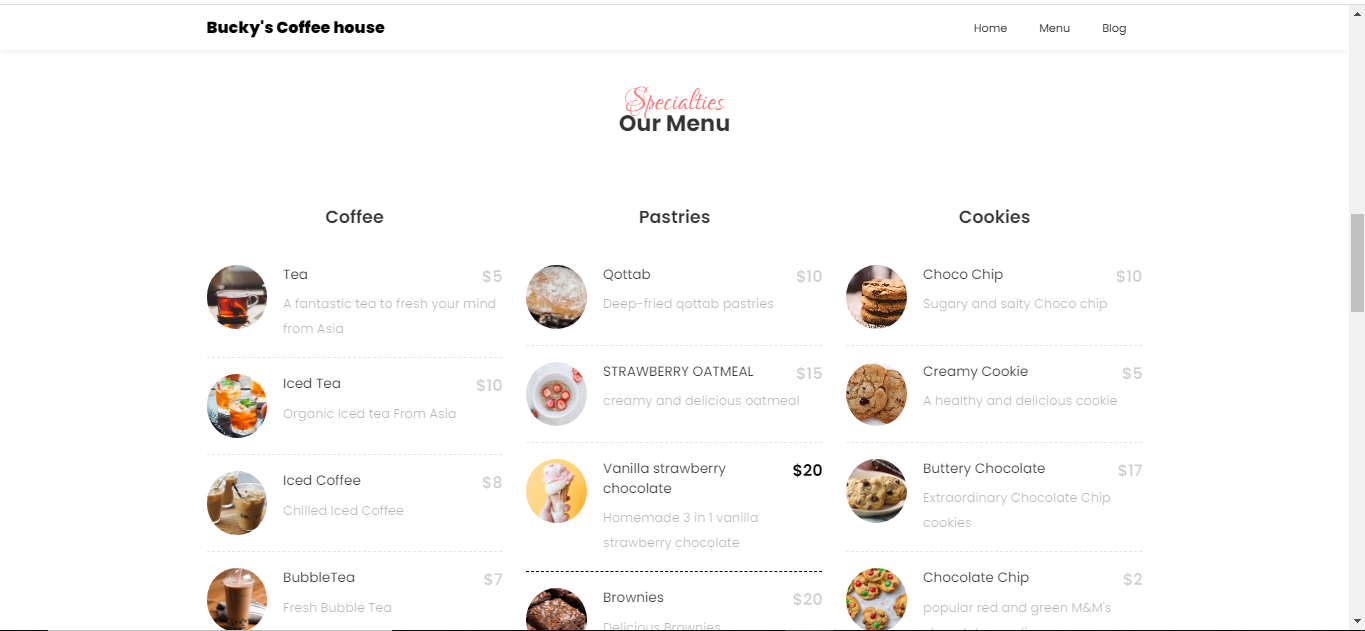 Bucky's Coffee house
Home Menu Blog
Specialties
Our Menu
Coffee
Tea $5
A fantastic tea to fresh your mind
from Asia
Iced Tea $10
Organic Iced tea From Asia
Iced Coffee $8
Chilled Iced Coffee
BubbleTea $7
Fresh Bubble Tea
Pastries
Qottab $10
Deep-fried qottab pastries
STRAWBERRY OATMEAL $15
creamy and delicious oatmeal
Vanilla strberry $20
chocolate
Homemade 3 in 1 vanilla
strawberry chocolate
Brownies $20
Delicious Brownies
Cookies
Choco Chip $10
Sugary and salty Choco chip
Creamy Cookie $5
A healthy and delicious cookie
Buttery Chocolate $17
Extraordinary Chocolate Chip
cookies
Chocolate Chip $2
popular red and green M&M's